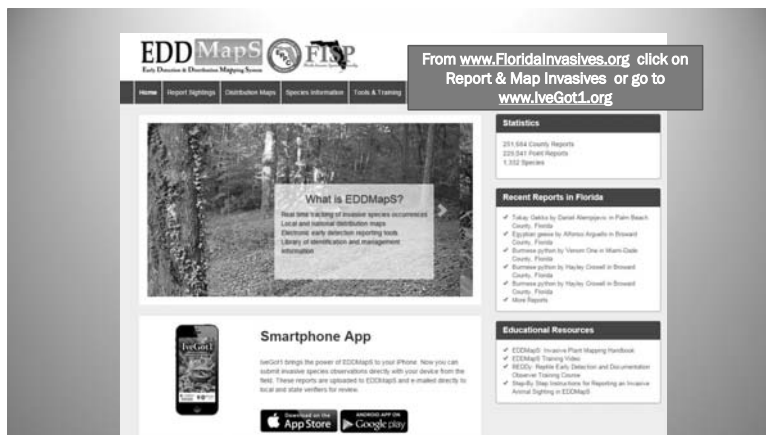 EDDMapS
Early Detection & Distribution Mapping System
FISP
From www.FloridaInvasives.org click on
Report & Map Invasives or go to
www.IveGot1.org
Home Report Sightings Distribution Maps Species Information Tools & Training
What is EDDMapS?
Real time tracking of invasive species occurrences
Local and national distribution maps
Electronic early detection reporting tools
Library of identification and management
information
Statistics
County Reports
Point Reports
Species
Recent Reports in Florida
Tokay Gekko by Daniel in Palm Beach
County, Florida
Egyptian goose by Alfonso Arguello in Broward
County, Florida
Burmese python by Venom One in Miami-Dade
County, Florida
Burmese python by Hayley Crowell in Broward
County, Florida
Burmese python by Hayley Crowell in Broward
County, Florida
More Reports
Smartphone App
IveGot1 brings the power of EDDMapS to your iPhone. Now you can
submit invasive species observations directly with your device from the
field. These reports are uploaded to EDDMapS and e-mailed directly to
local and state verifiers for review.
IveGot1
Download on the
App Store
ANDROID APP ON
Google play
Educational Resources
EDDMapS: Invasive Plant Mapping Handbook
EDDMapS Training Video
REDDy: Reptile Early Detection and Documentation
Observer Training Course
Step-By Step Instructions for Reporting an Invasive
Animal Sighting in EDDMapS